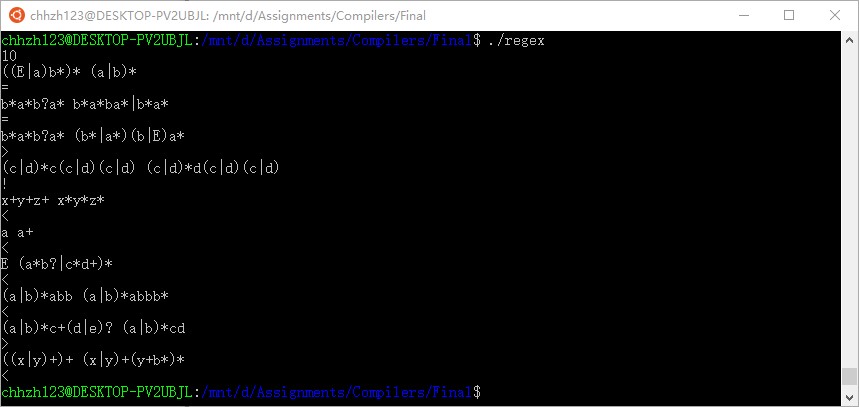 chhzh123@DESKTOP-PV2UBJL: /mnt/d/Assignments/Compilers/Final
chhzh123@DESKTOP-PV2UBJL:/mnt/d/Assignments/Compilers/Final$ ./regex
10
((E|a)b*)* (a|b)*
=
b*a*b?a* b*a*ba*|b*a*
=
b*a*b?a* (b*|a*)(b|E)a*
>
(c|d)*c(c|d)(c|d) (c|d)*d(c|d)(c|d)
!
x+y+z+ x*y*z*
<
a a+
<
E (a*b?|c*d+)*
<
(a|b)*abb (a|b)*abbb*
<
(a|b)*c+(d|e)? (a|b)*cd
>
((x|y)+)+ (x|y)+(y+b*)*
<
chhzh123@DESKTOP-PV2UBJL:/mnt/d/Assignments/Compilers/Final$